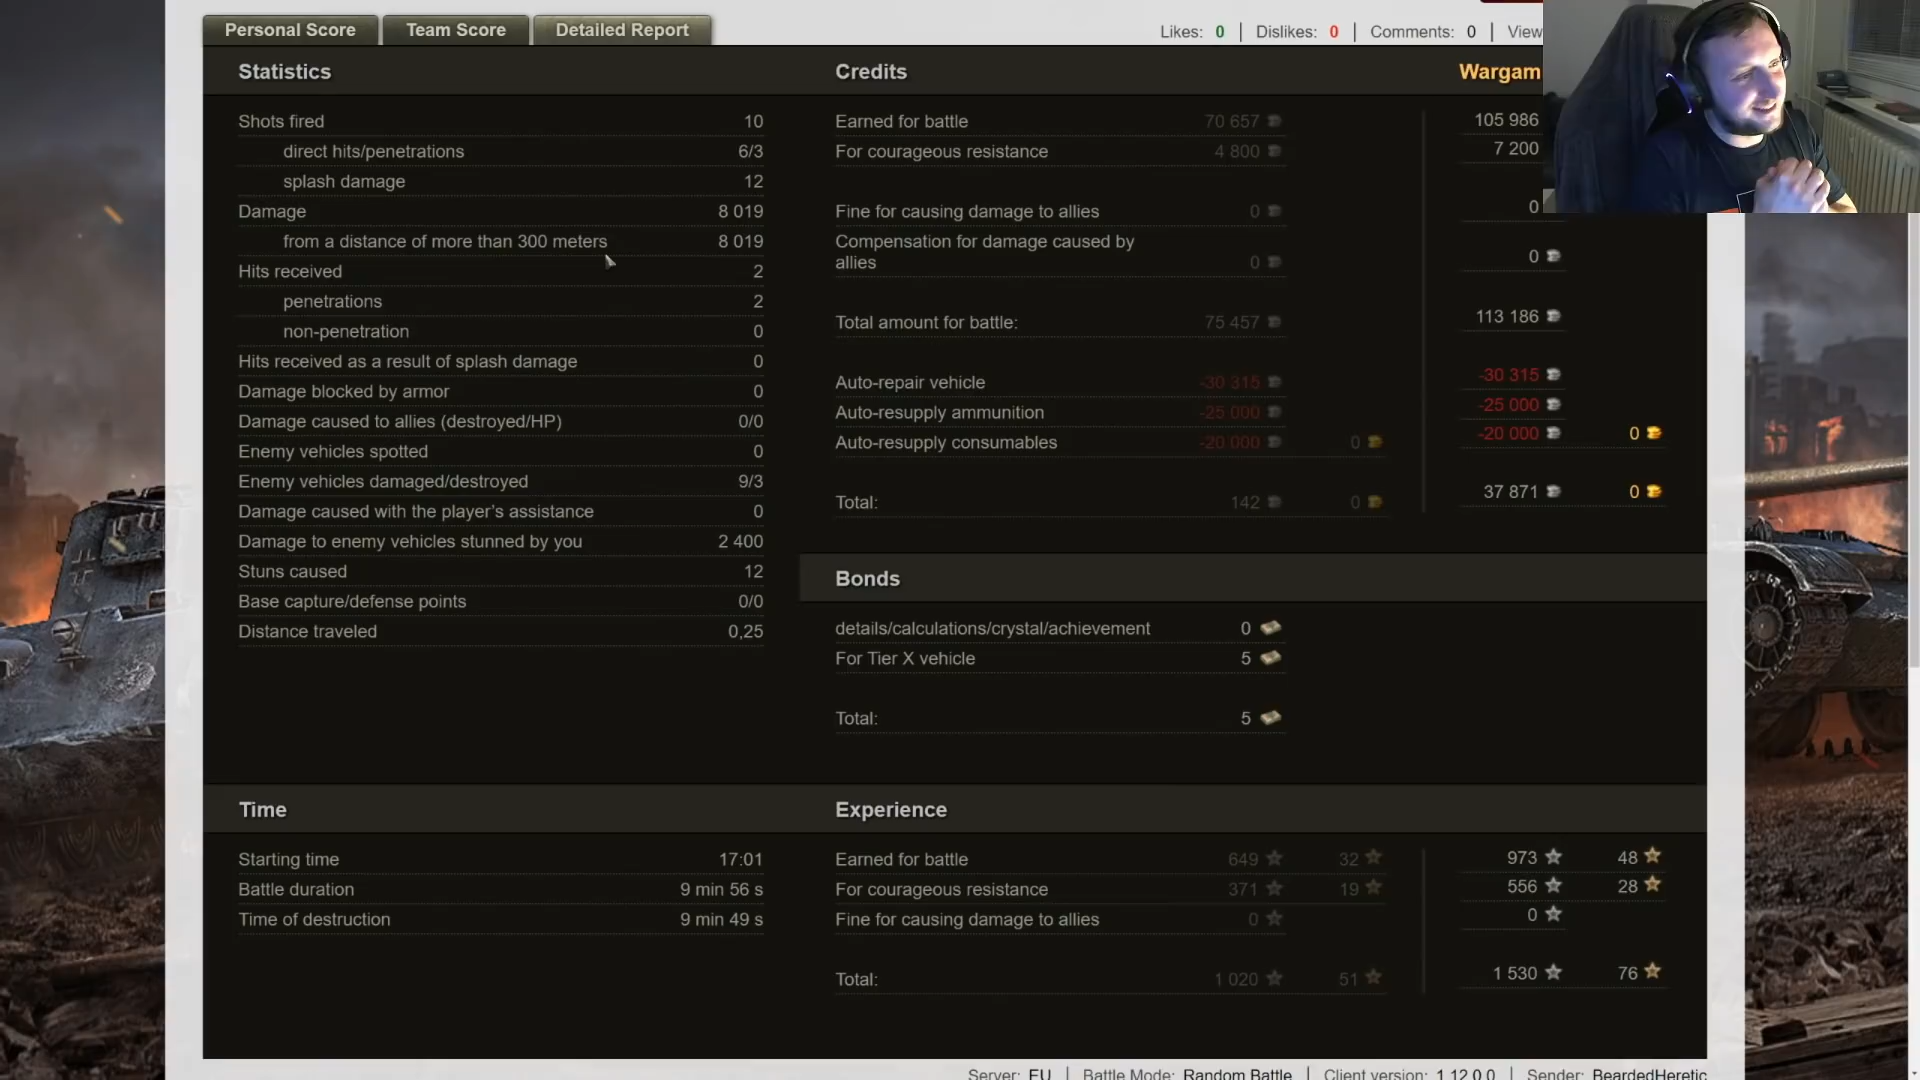 Personal Score Team Score Detailed Report Likes: 0 | Dislikes: 0 | Comments: 0 | View
Statistics
Shots fired 10
direct hits/penetrations 6/3
splash damage 12
Damage 8 019
from a distance of more than 300 meters 8 019
Hits received 2
penetrations 2
non-penetration 0
Hits received as a result of splash damage 0
Damage blocked by armor 0
Damage caused to allies (destroyed/HP) 0/0
Enemy vehicles spotted 0
Enemy vehicles damaged/destroyed 9/3
Damage caused with the player's assistance 0
Damage to enemy vehicles stunned by you 2 400
Stuns caused 12
Base capture/defense points 0/0
Distance traveled 0,25
Credits Wargam
Earned for battle 70 657 105 986
For courageous resistance 4 800 7 200
Fine for causing damage to allies 0 0
Compensation for damage caused by
allies 0 0
Total amount for battle: 75 457 113 186
Auto-repair vehicle -30 315 -30 315
Auto-resupply ammunition -25 000 -25 000
Auto-resupply consumables -20 000 0 -20 000 0
Total: 142 0 37 871 0
Bonds
details/calculations/crystal/achievement 0
For Tier X vehicle 5
Total: 5
Time
Starting time 17:01
Battle duration 9 min 56 s
Time of destruction 9 min 49 s
Experience
Earned for battle 649 32 973 48
For courageous resistance 371 19 556 28
Fine for causing damage to allies 0 0
Total: 1 020 51 1 530 76
Server: EU | Battle Mode: Random Battle | Client version: 1.12.0.0 | Sender: BeardedHeretic